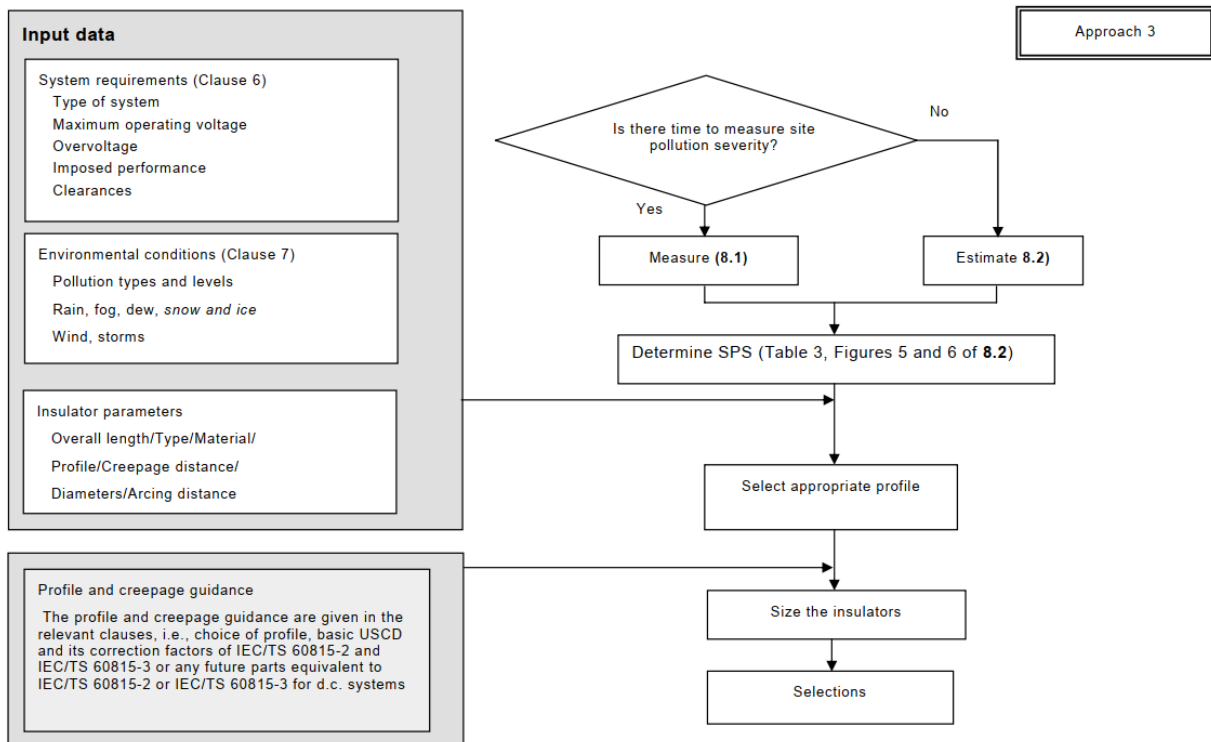 Input data
System requirements (Clause 6)
Type of system
Maximum operating voltage
Overvoltage
Imposed performance
Clearances
Environmental conditions (Clause 7)
Pollution types and levels
Rain, fog, dew, snow and ice
Wind, storms
Insulator parameters
Overall length/Type/Material/
Profile/Creepage distance/
Diameters/Arcing distance
Profile and creepage guidance
The profile and creepage guidance are given in the
relevant clauses, i.e., choice of profile, basic USCD
and its correction factors of IEC/TS 60815-2 and
IEC/TS 60815-3 or any future parts equivalent to
IEC/TS 60815-2 or IEC/TS 60815-3 for d.c. systems
Approach 3
Is there time to measure site
pollution severity?
No
Yes
Measure (8.1)
Estimate 8.2)
Determine SPS (Table 3, Figures 5 and 6 of 8.2)
Select appropriate profile
Size the insulators
Selections